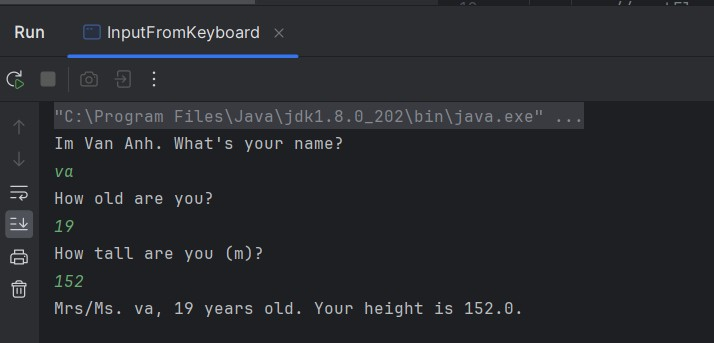 Run InputFromKeyboard
"C:\Program Files\Java\jdk1.8.0_202\bin\java.exe" ...
Im Van Anh. What's your name?
va
How old are you?
19
How tall are you (m)?
152
Mrs/Ms. va, 19 years old. Your height is 152.0.